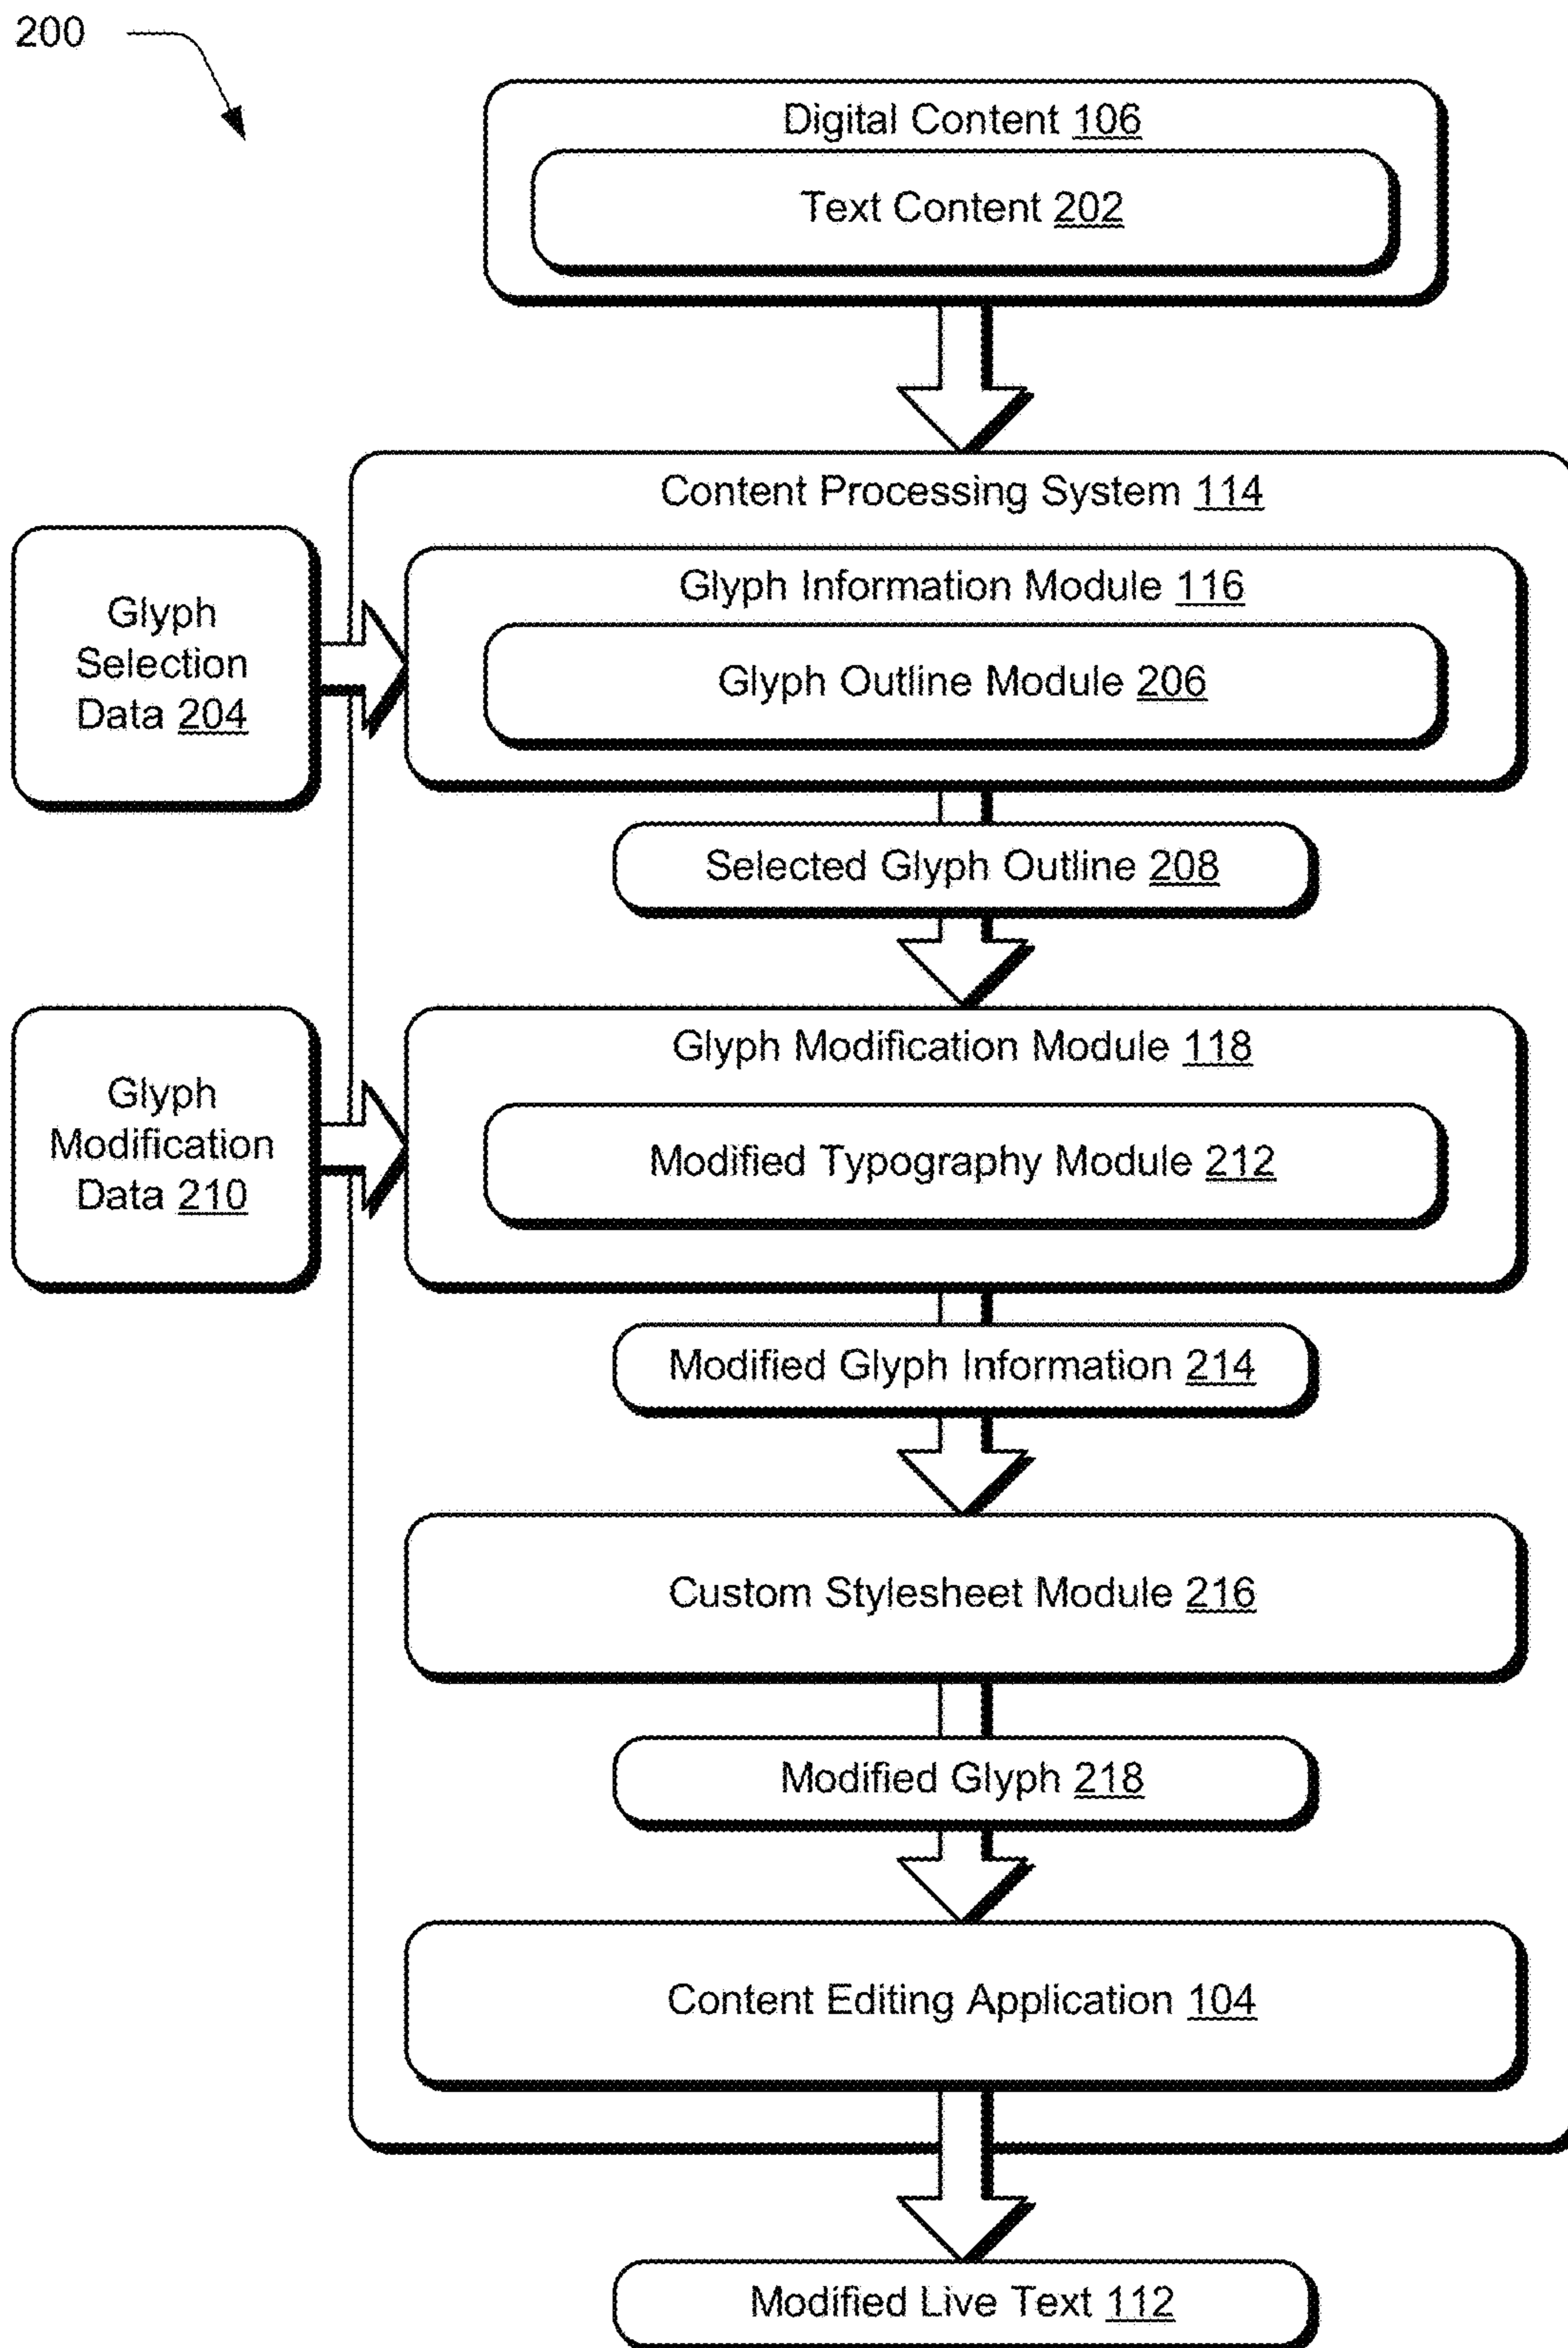 200
Digital Content 106
Text Content 202
Content Processing System 114
Glyph
Selection
Data 204
Glyph Information Module 116
Glyph Outline Module 206
Selected Glyph Outline 208
Glyph
Modification
Data 210
Glyph Modification Module 118
Modified Typography Module 212
Modified Glyph Information 214
Custom Stylesheet Module 216
Modified Glyph 218
Content Editing Application 104
Modified Live Text 112